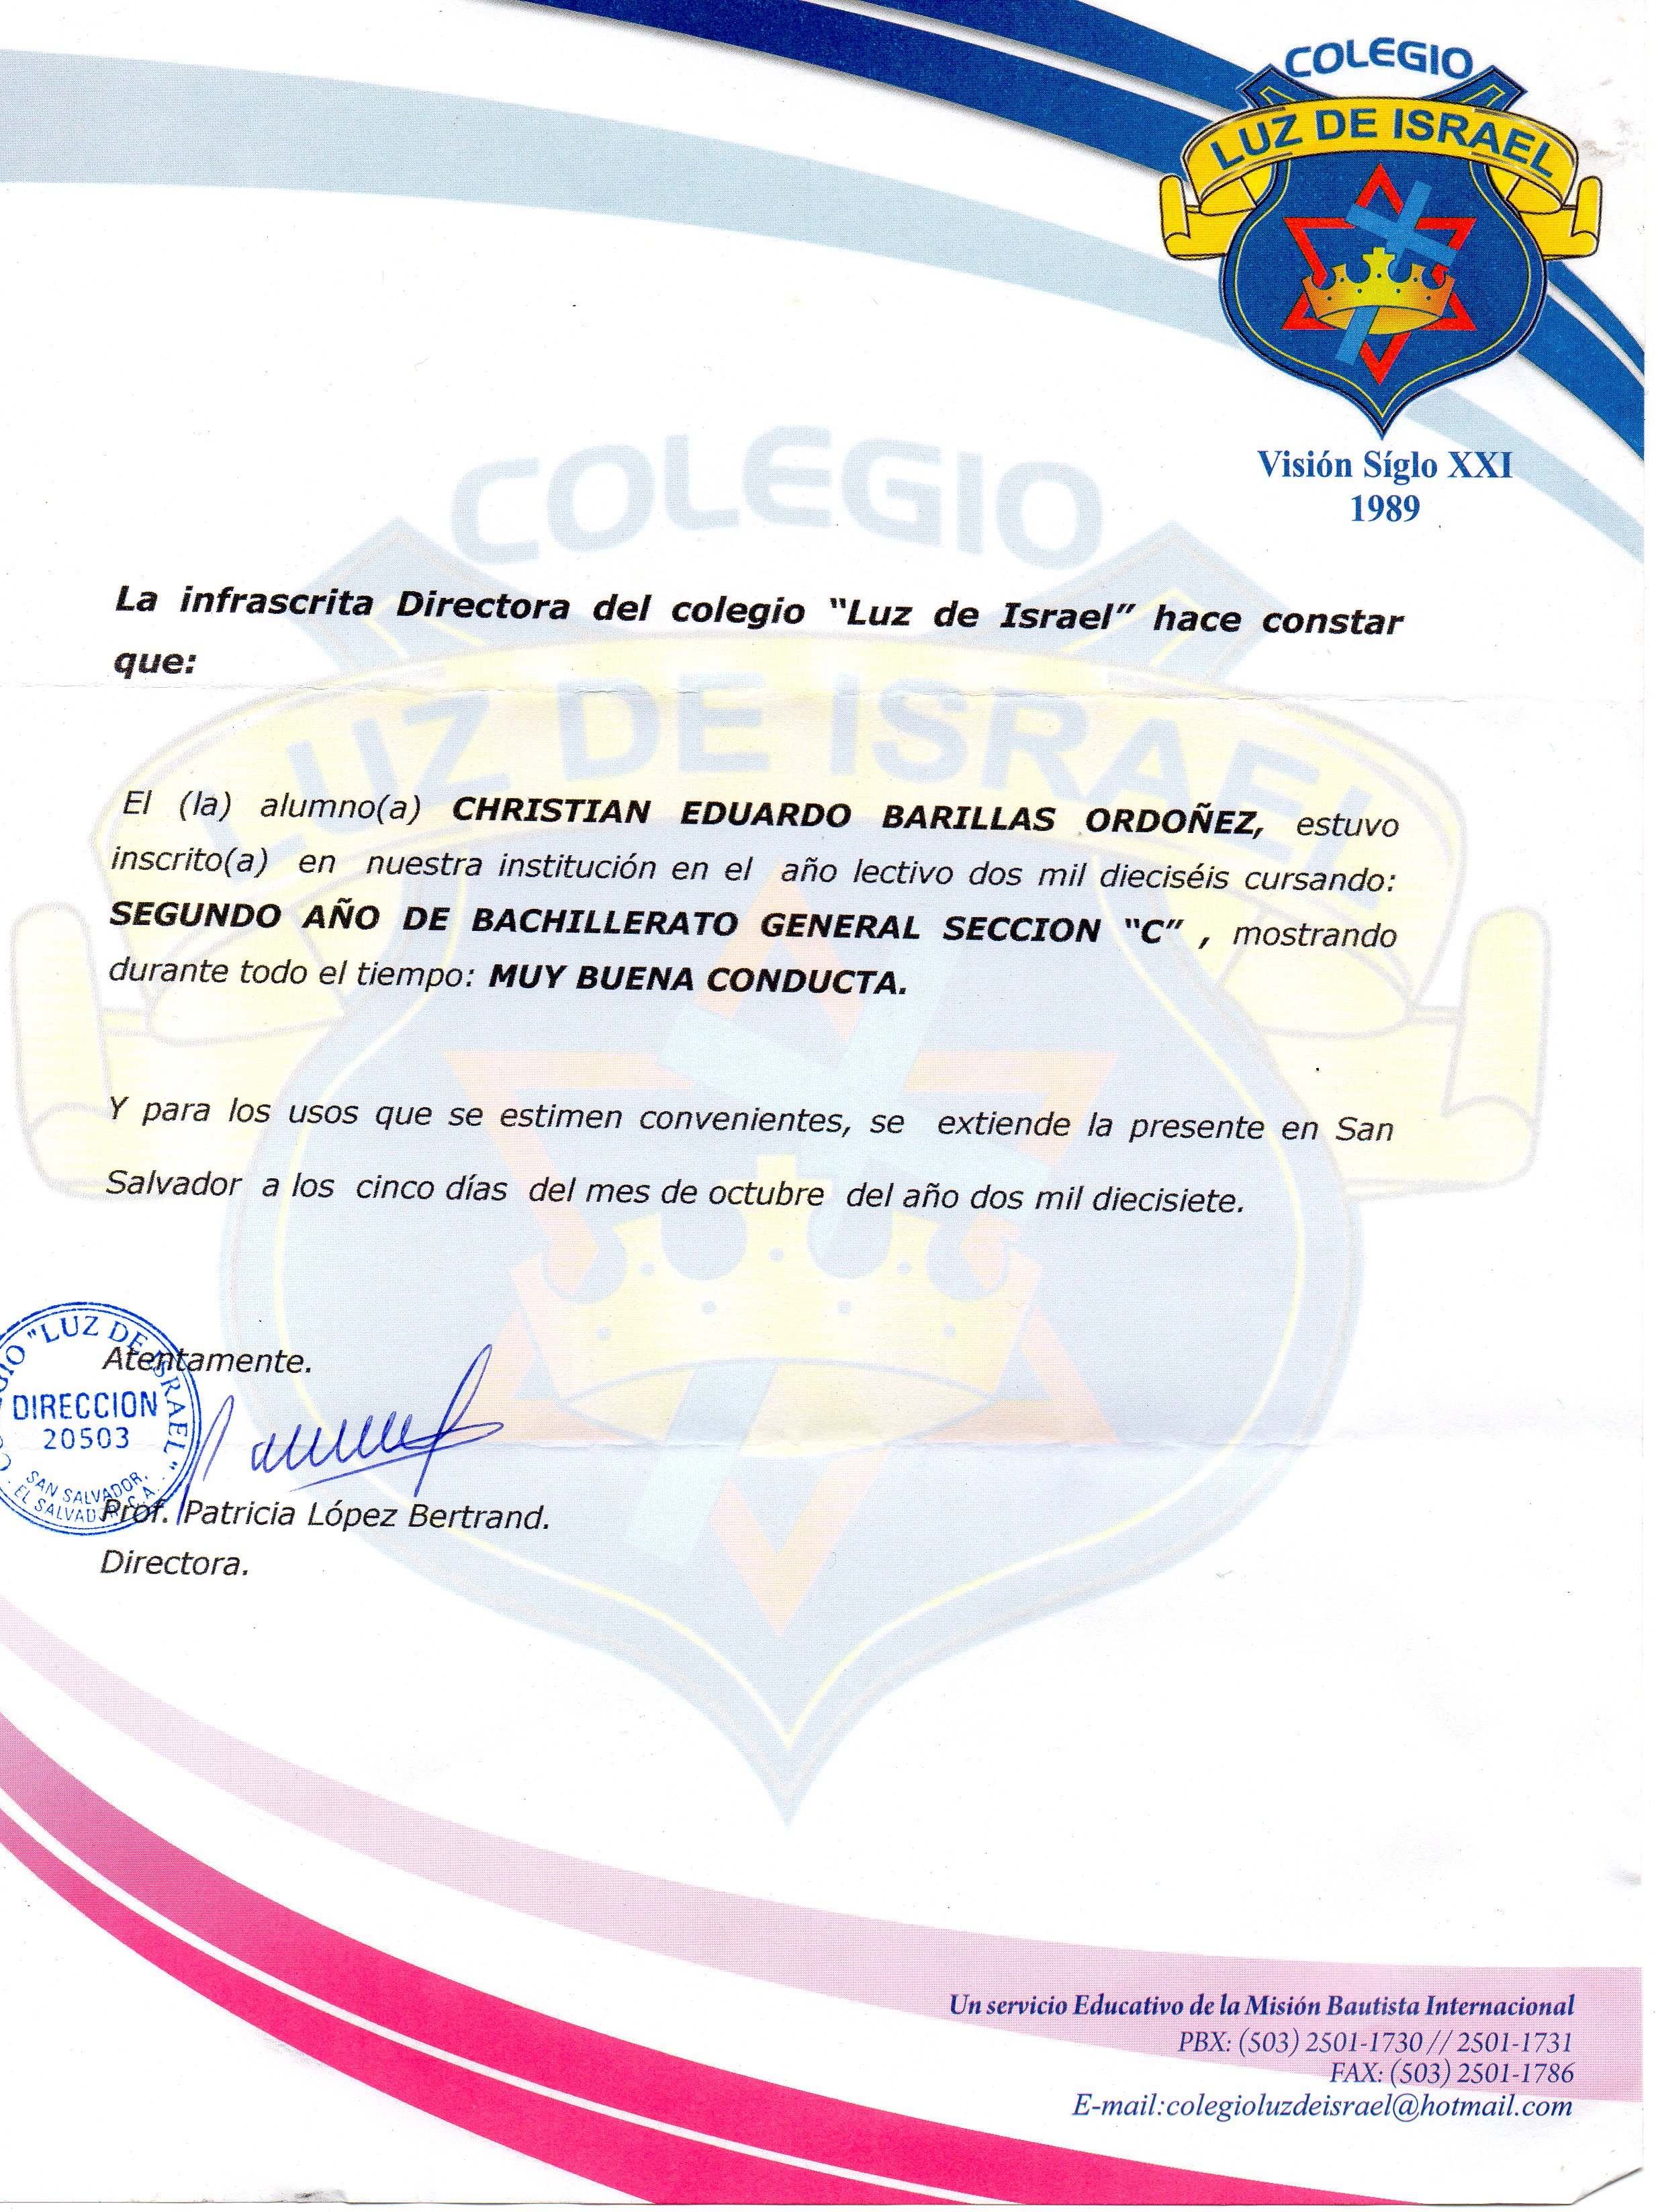 COLEGIO
LUZ DE ISRAEL
Visión Síglo XXI
1989
COLEGIO
LUZ DE ISRAEL
La infrascrita Directora del colegio “Luz de Israel” hace constar
que:
El (la) alumno(a) CHRISTIAN EDUARDO BARILLAS ORDOÑEZ, estuvo
inscrito(a) en nuestra institución en el año lectivo dos mil dieciséis cursando:
SEGUNDO AÑO DE BACHILLERATO GENERAL SECCION “C” , mostrando
durante todo el tiempo: MUY BUENA CONDUCTA.
Y para los usos que se estimen convenientes, se extiende la presente en San
Salvador a los cinco días del mes de octubre del año dos mil diecisiete.
Atentamente.
"LUZ DE ISRAEL"
DIRECCION
20503
SAN SALVADOR,
EL SALVADOR, C.A.
Prof. Patricia López Bertrand.
Directora.
Un servicio Educativo de la Misión Bautista Internacional
PBX: (503) 2501-1730 // 2501-1731
FAX: (503) 2501-1786
E-mail:colegioluzdeisrael@hotmail.com